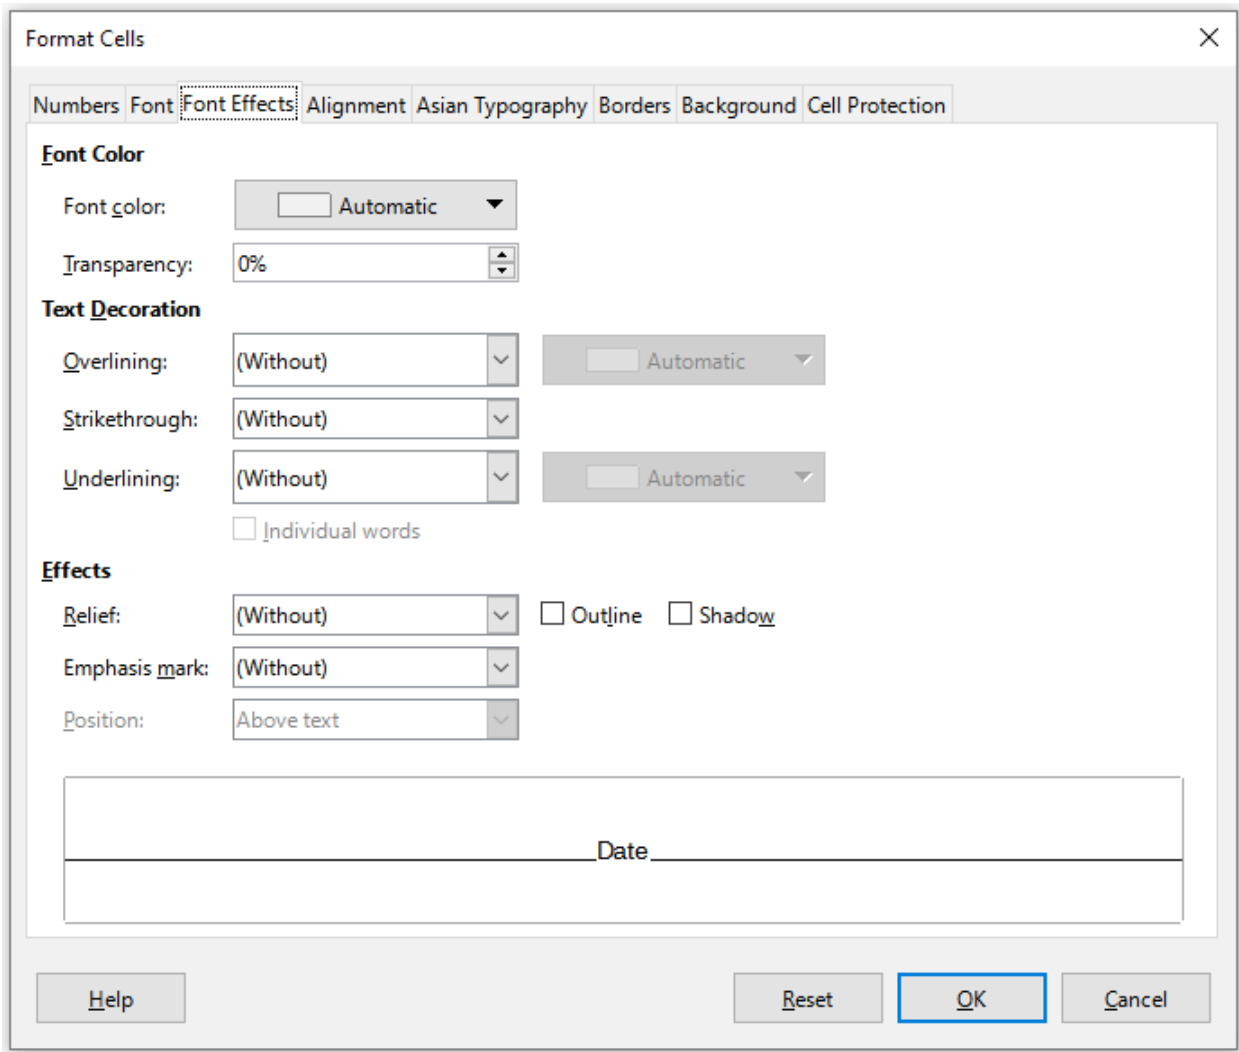 Format Cells
Numbers Font Font Effects Alignment Asian Typography Borders Background Cell Protection
Font Color
Font color: Automatic
Transparency: 0%
Text Decoration
Overlining: (Without) Automatic
Strikethrough: (Without)
Underlining: (Without) Automatic
Individual words
Effects
Relief: (Without) Outline Shadow
Emphasis mark: (Without)
Position: Above text
Date
Help Reset OK Cancel